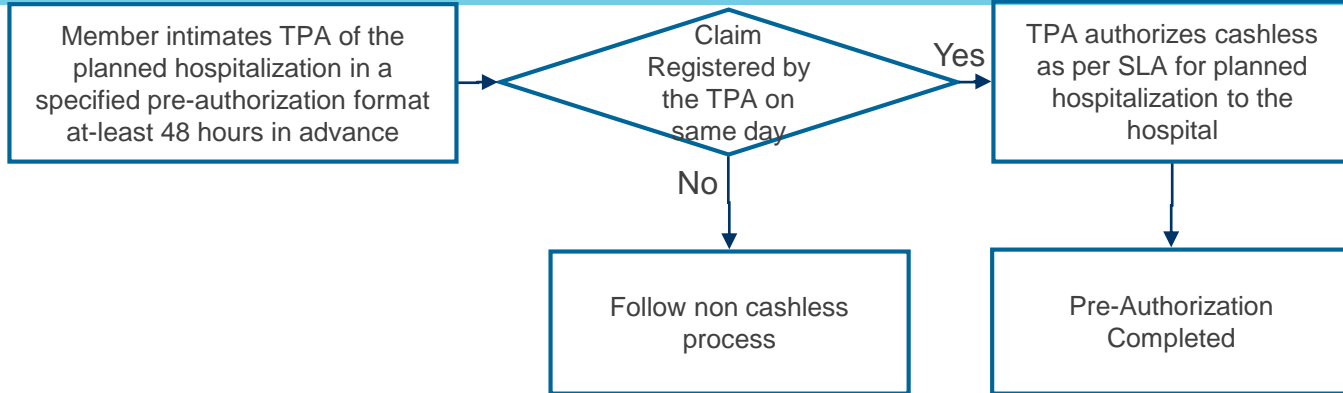 Member intimates TPA of the
planned hospitalization in a
specified pre-authorization format
at-least 48 hours in advance
Claim
Registered by
the TPA on
same day
Yes
TPA authorizes cashless
as per SLA for planned
hospitalization to the
hospital
No
Follow non cashless
process
Pre-Authorization
Completed